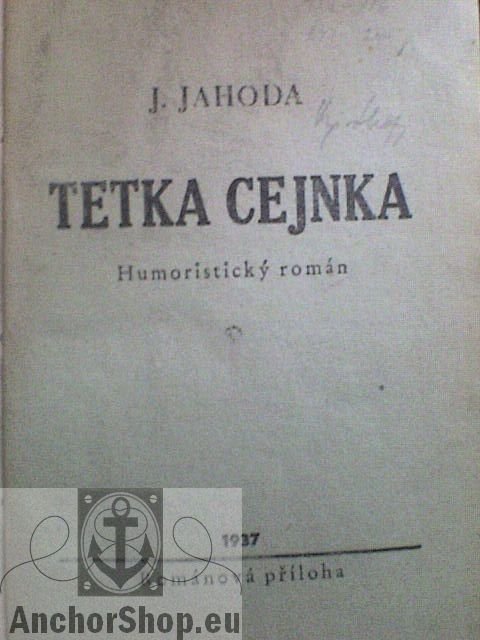 J. JAHODA
TETKA CEJNKA
Humoristický román
1937
Románová příloha
AnchorShop.eu